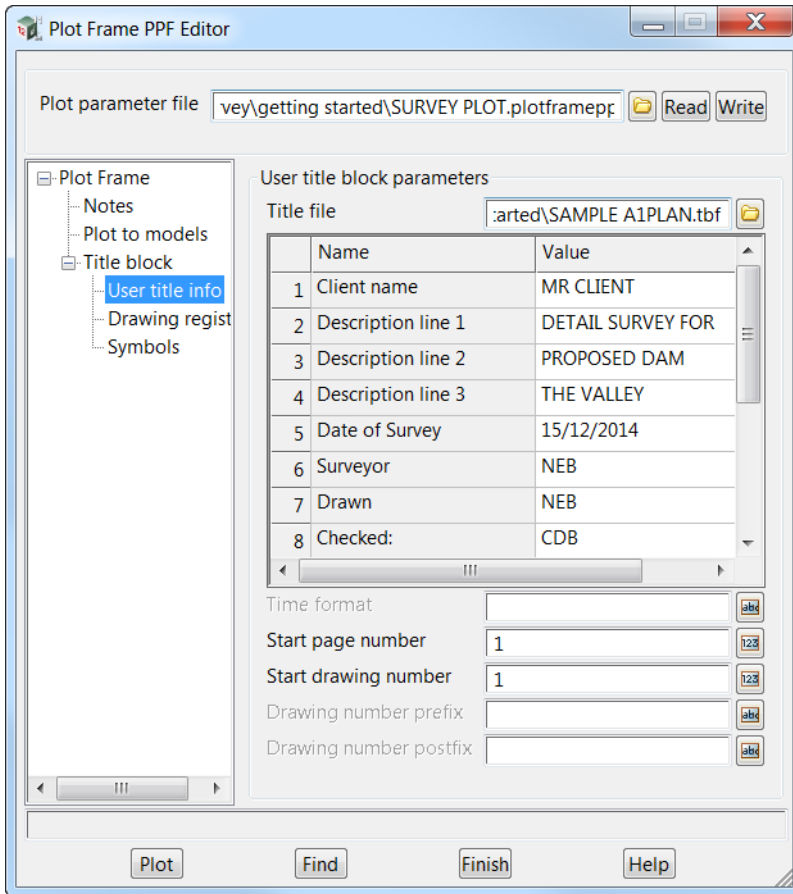 Plot Frame PPF Editor
Plot parameter file vey\getting started\SURVEY PLOT.plotframepp Read Write
Plot Frame
Notes
Plot to models
Title block
User title info
Drawing regist
Symbols
User title block parameters
Title file :arted\SAMPLE A1PLAN.tbf
Name Value
1 Client name MR CLIENT
2 Description line 1 DETAIL SURVEY FOR
3 Description line 2 PROPOSED DAM
4 Description line 3 THE VALLEY
5 Date of Survey 15/12/2014
6 Surveyor NEB
7 Drawn NEB
8 Checked: CDB
Time format abc
Start page number 1 123
Start drawing number 1 123
Drawing number prefix abc
Drawing number postfix abc
Plot Find Finish Help